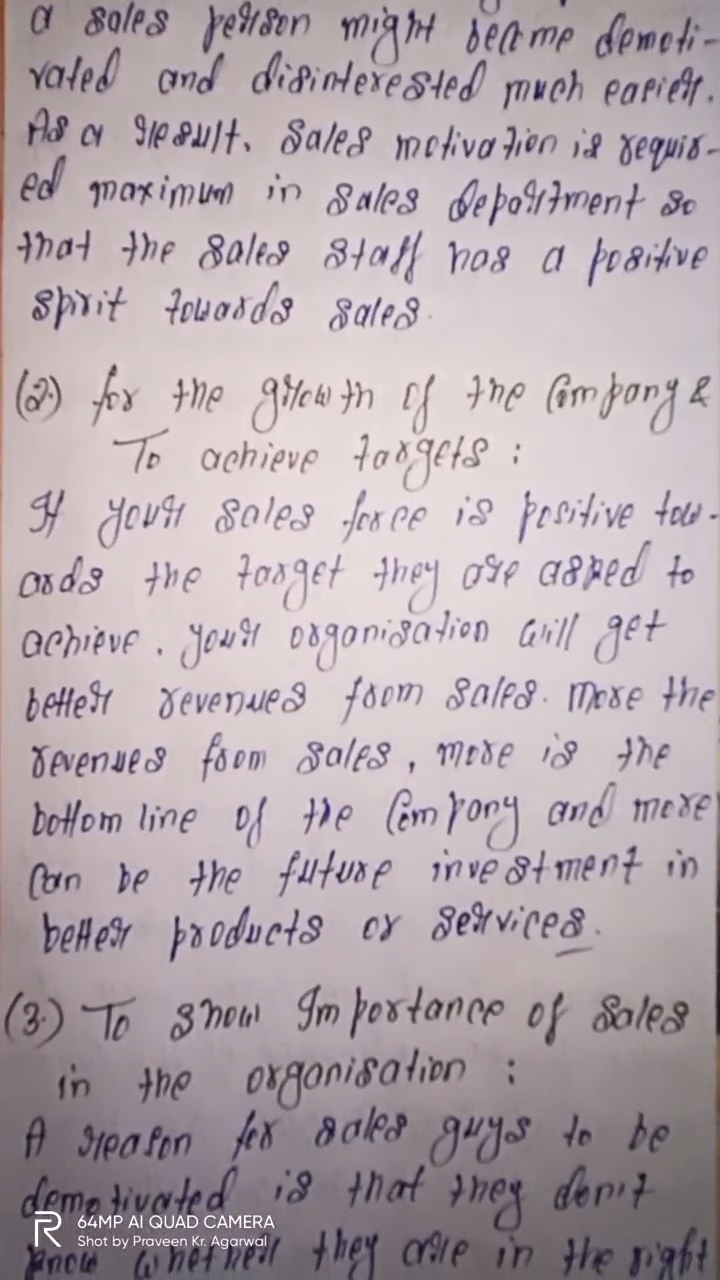 a sales person might become demoti-
vated and disinterested much easier.
As a result, sales motivation is requir-
ed maximum in sales department so
that the sales staff has a positive
spirit towards sales.
(2.) for the growth of the Company &
To achieve targets :
If your sales force is positive tow-
ards the target they are asked to
achieve. your organisation will get
better revenues from sales. More the
revenues from sales, more is the
bottom line of the Company and more
can be the future investment in
better products or services.
(3.) To show Importance of sales
in the organisation :
A reason for sales guys to be
demotivated is that they don't
know whether they are in the right
64MP AI QUAD CAMERA
Shot by Praveen Kr. Agarwal